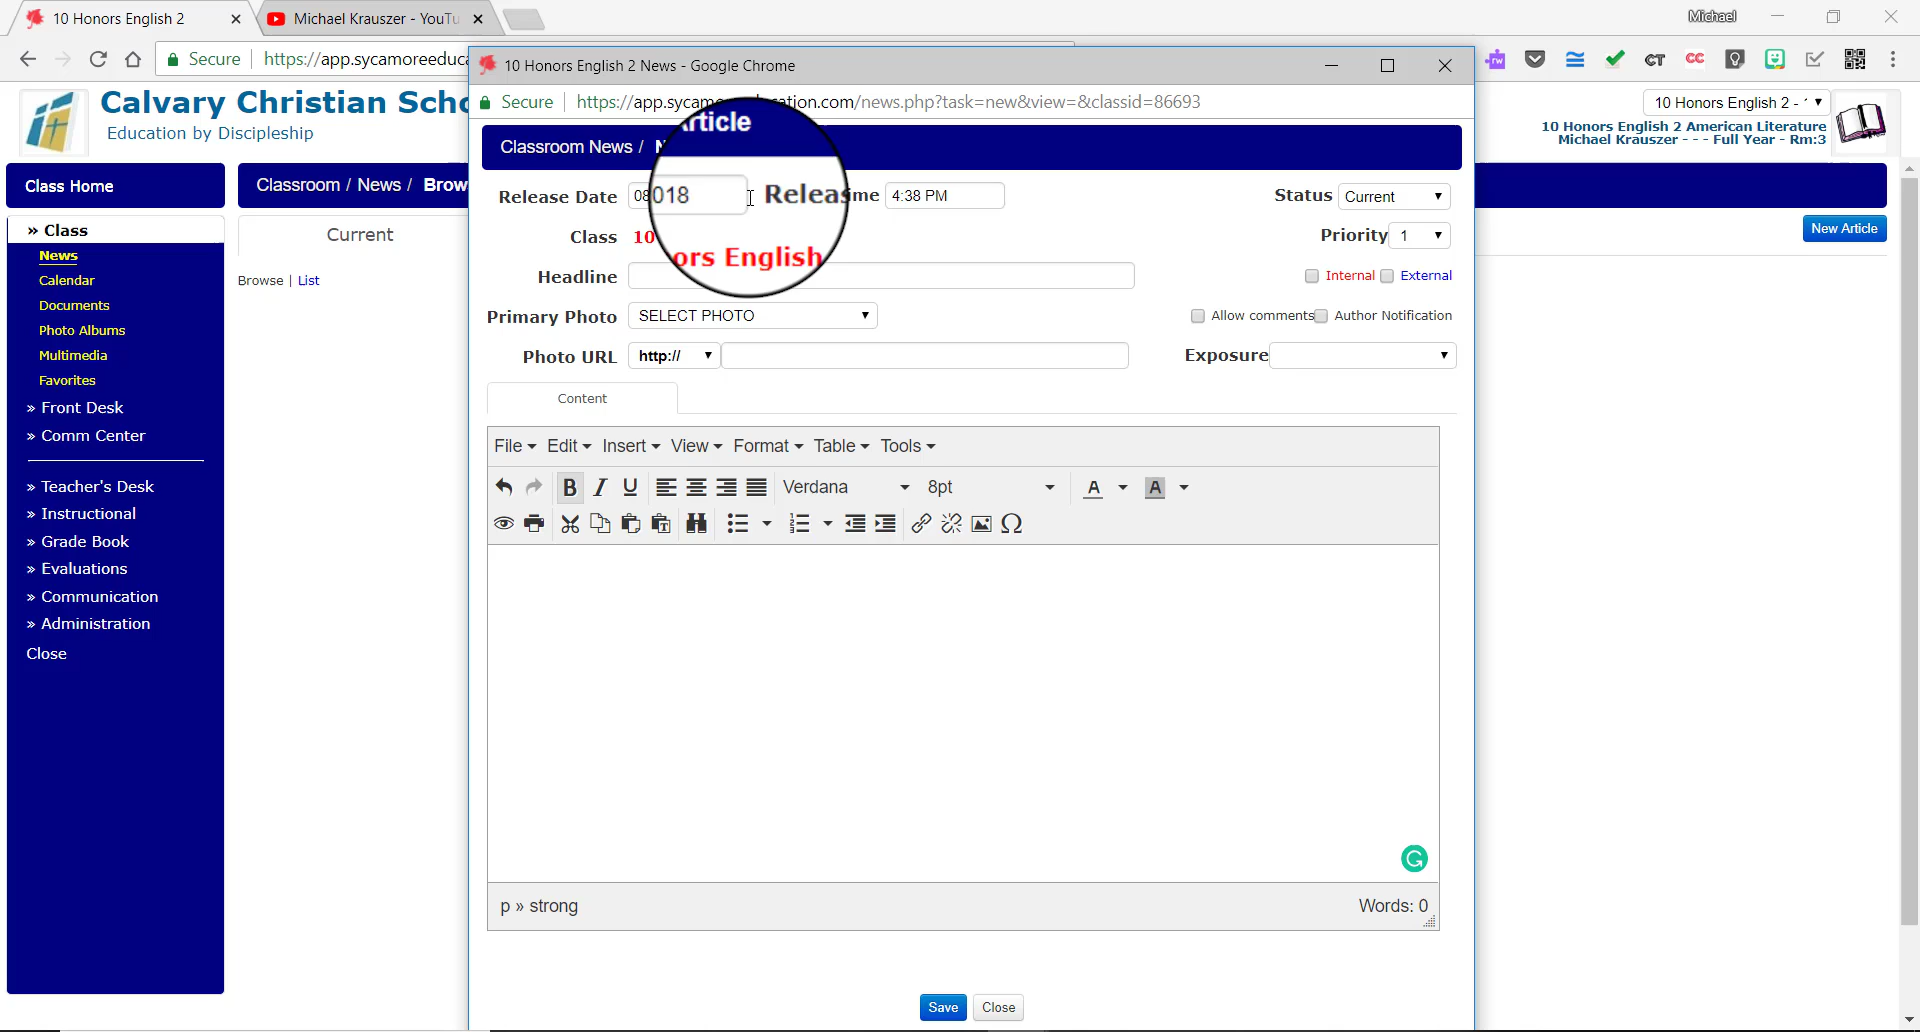 10 Honors English 2
Michael Krauszer - YouTu
Michael
Secure
https://app.sycamoreeduca
10 Honors English 2 News - Google Chrome
Secure
https://app.sycamo cation.com/news.php?task=new&view=&classid=86693
Calvary Christian Scho
Education by Discipleship
10 Honors English 2 -
10 Honors English 2 American Literature
Michael Krauszer - - - Full Year - Rm:3
Class Home
» Class
News
Calendar
Documents
Photo Albums
Multimedia
Favorites
» Front Desk
» Comm Center
» Teacher's Desk
» Instructional
» Grade Book
» Evaluations
» Communication
» Administration
Close
Classroom / News / Brow
New Article
Current
Browse | List
Classroom News / N
rticle
Release Date 08 018 Releas me 4:38 PM
Status Current
Class 10 ors English
Priority 1
Headline
Internal External
Primary Photo SELECT PHOTO
Allow comments Author Notification
Photo URL http://
Exposure
Content
File Edit Insert View Format Table Tools
B I U Verdana 8pt A A
Ω
G
p » strong
Words: 0
Save Close